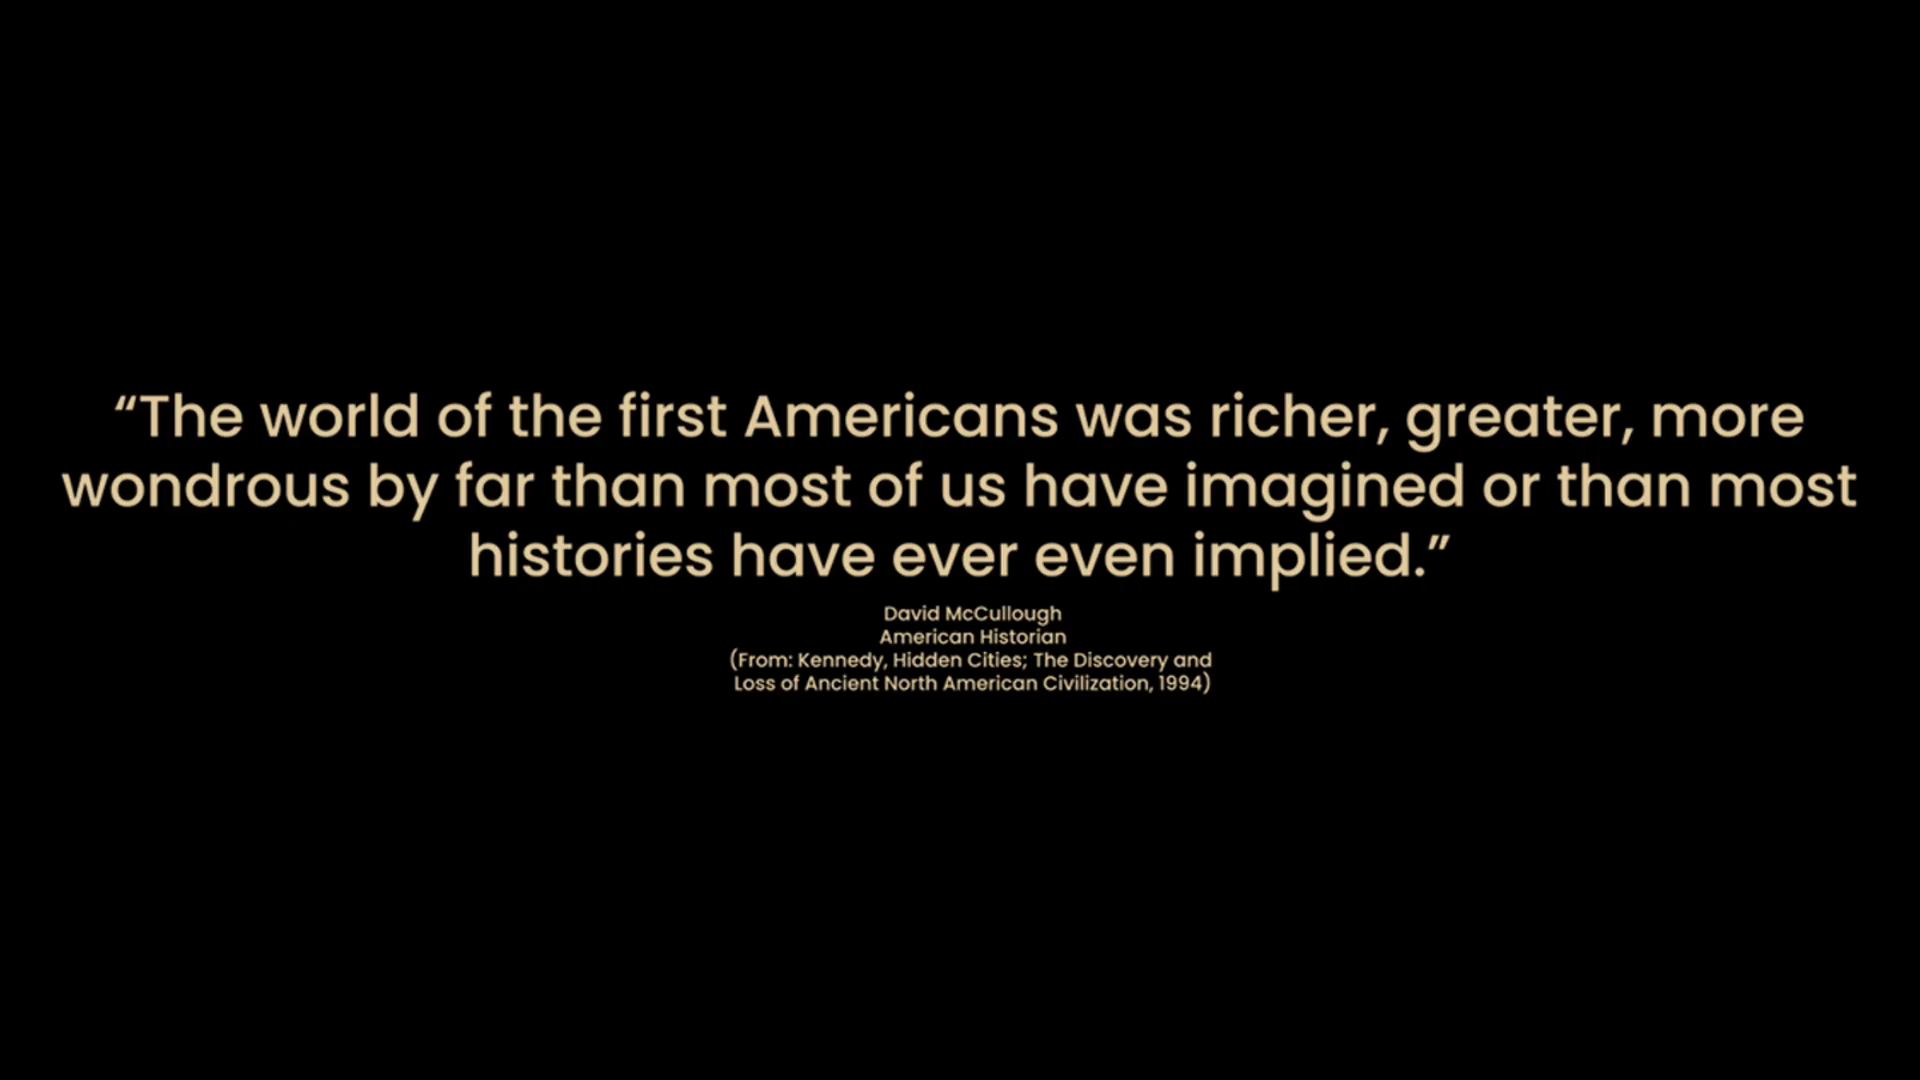 “The world of the first Americans was richer, greater, more
wondrous by far than most of us have imagined or than most
histories have ever even implied.”
David McCullough
American Historian
(From: Kennedy, Hidden Cities; The Discovery and
Loss of Ancient North American Civilization, 1994)